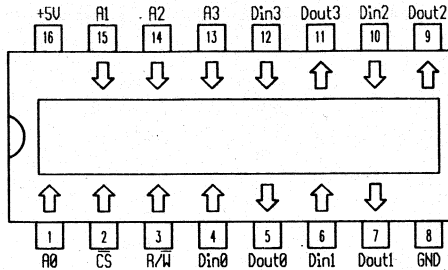 +5V A1 A2 A3 Din3 Dout3 Din2 Dout2
16 15 14 13 12 11 10 9
1 2 3 4 5 6 7 8
A0 C̅S̅ R/W̅ Din0 Dout0 Din1 Dout1 GND